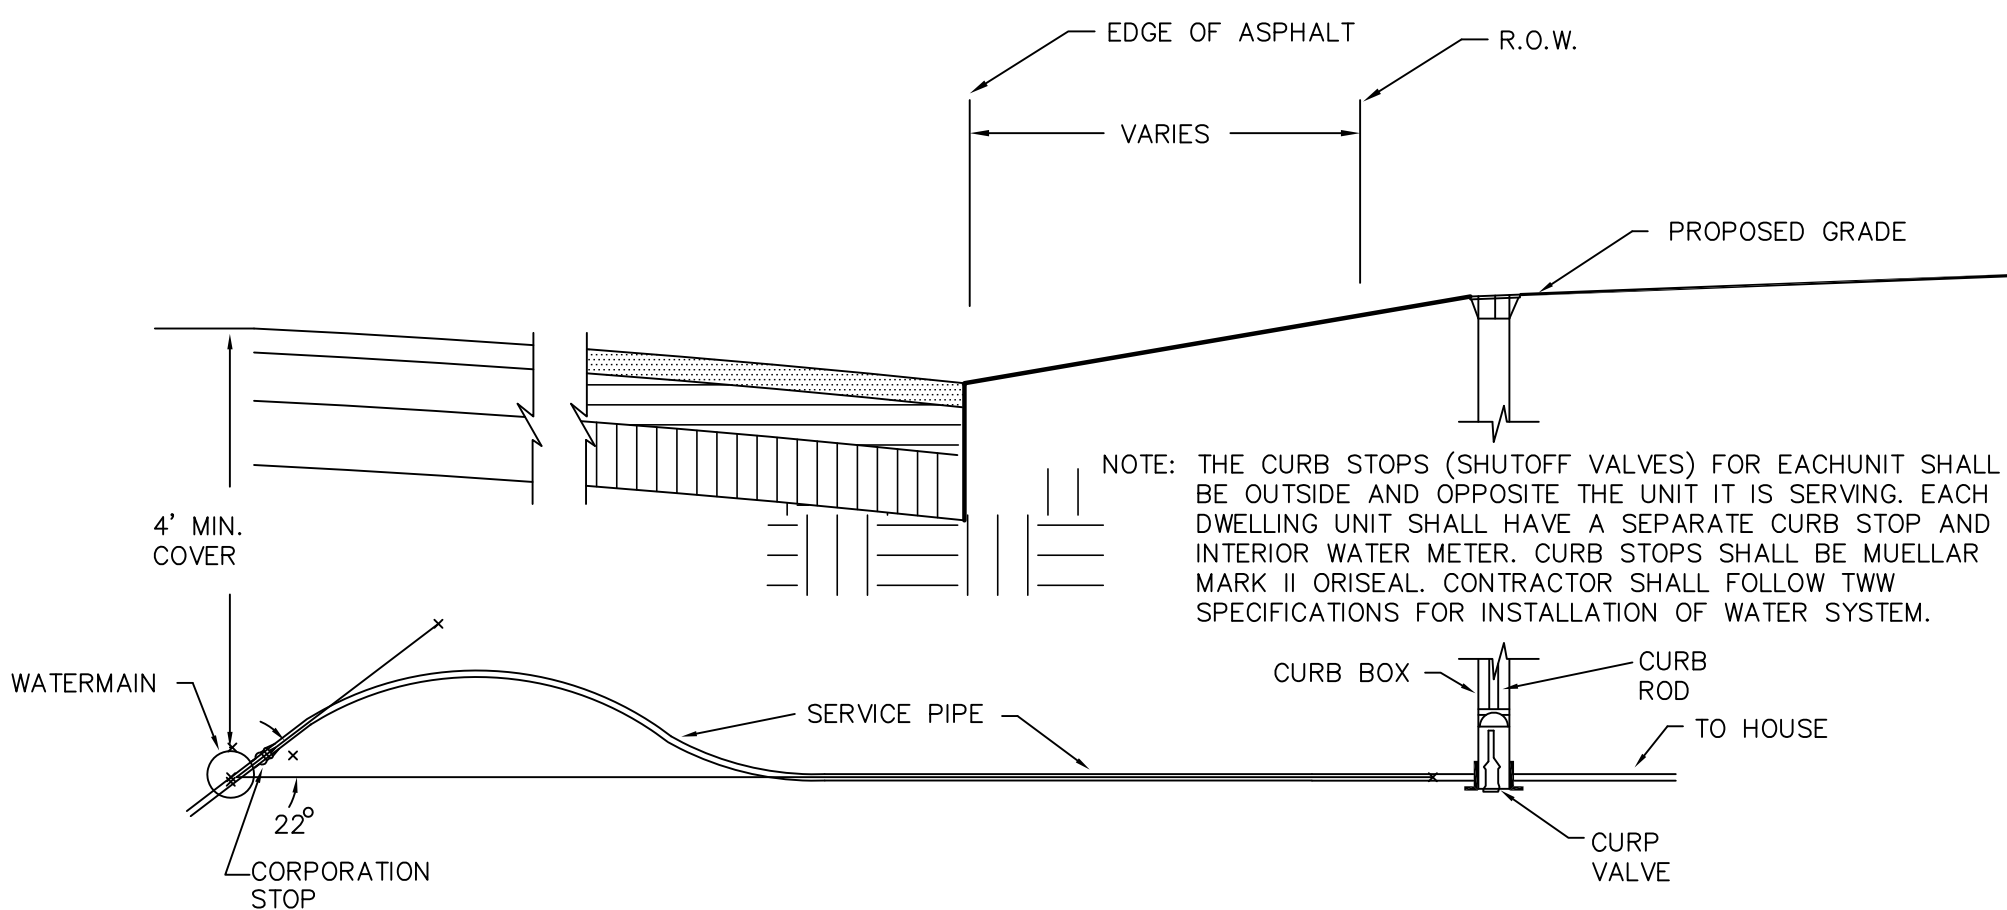 EDGE OF ASPHALT
R.O.W.
VARIES
PROPOSED GRADE
NOTE: THE CURB STOPS (SHUTOFF VALVES) FOR EACHUNIT SHALL
BE OUTSIDE AND OPPOSITE THE UNIT IT IS SERVING. EACH
DWELLING UNIT SHALL HAVE A SEPARATE CURB STOP AND
INTERIOR WATER METER. CURB STOPS SHALL BE MUELLAR
MARK II ORISEAL. CONTRACTOR SHALL FOLLOW TWW
SPECIFICATIONS FOR INSTALLATION OF WATER SYSTEM.
4' MIN.
COVER
WATERMAIN
SERVICE PIPE
CURB BOX
CURB
ROD
TO HOUSE
22°
CORPORATION
STOP
CURP
VALVE